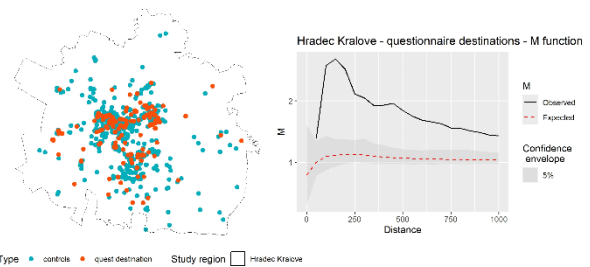 Hradec Kralove - questionnaire destinations - M function
2
1
M
0
250
500
750
1000
Distance
M
Observed
Expected
Confidence
envelope
5%
Type controls quest destination Study region Hradec Kralove